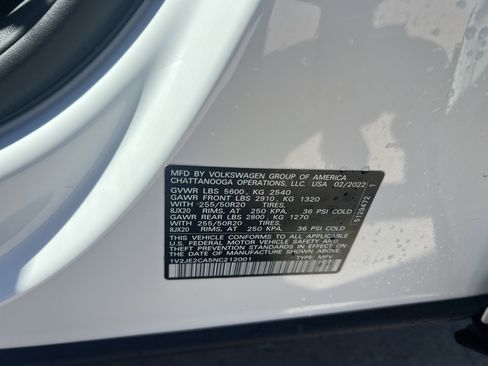 MFD BY VOLKSWAGEN GROUP OF AMERICA
CHATTANOOGA OPERATIONS, LLC. USA 02/2022
GVWR LBS 5600, KG 2540
GAWR FRONT LBS 2910, KG 1320
WITH 255/50R20 TIRES,
8JX20 RIMS, AT 250 KPA, 36 PSI COLD
GAWR REAR LBS 2800, KG 1270
WITH 255/50R20 TIRES,
8JX20 RIMS, AT 250 KPA, 36 PSI COLD
THIS VEHICLE CONFORMS TO ALL APPLICABLE
U.S. FEDERAL MOTOR VEHICLE SAFETY BUMPER
AND THEFT PREVENTION STANDARDS IN EFFECT ON
THE DATE OF MANUFACTURE SHOWN ABOVE.
1V2JE2CA5NC212001 TYPE: MPV